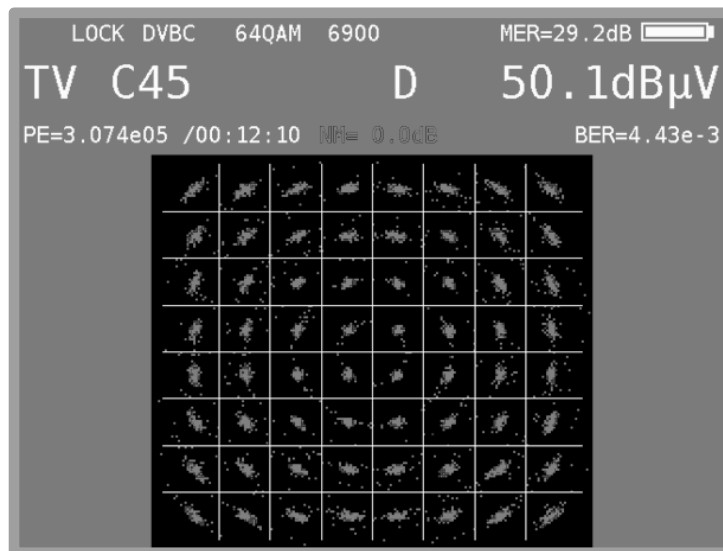 LOCK DVBC 64QAM 6900 MER=29.2dB
TV C45 D 50.1dBµV
PE=3.074e05 /00:12:10 NM= 0.0dB BER=4.43e-3